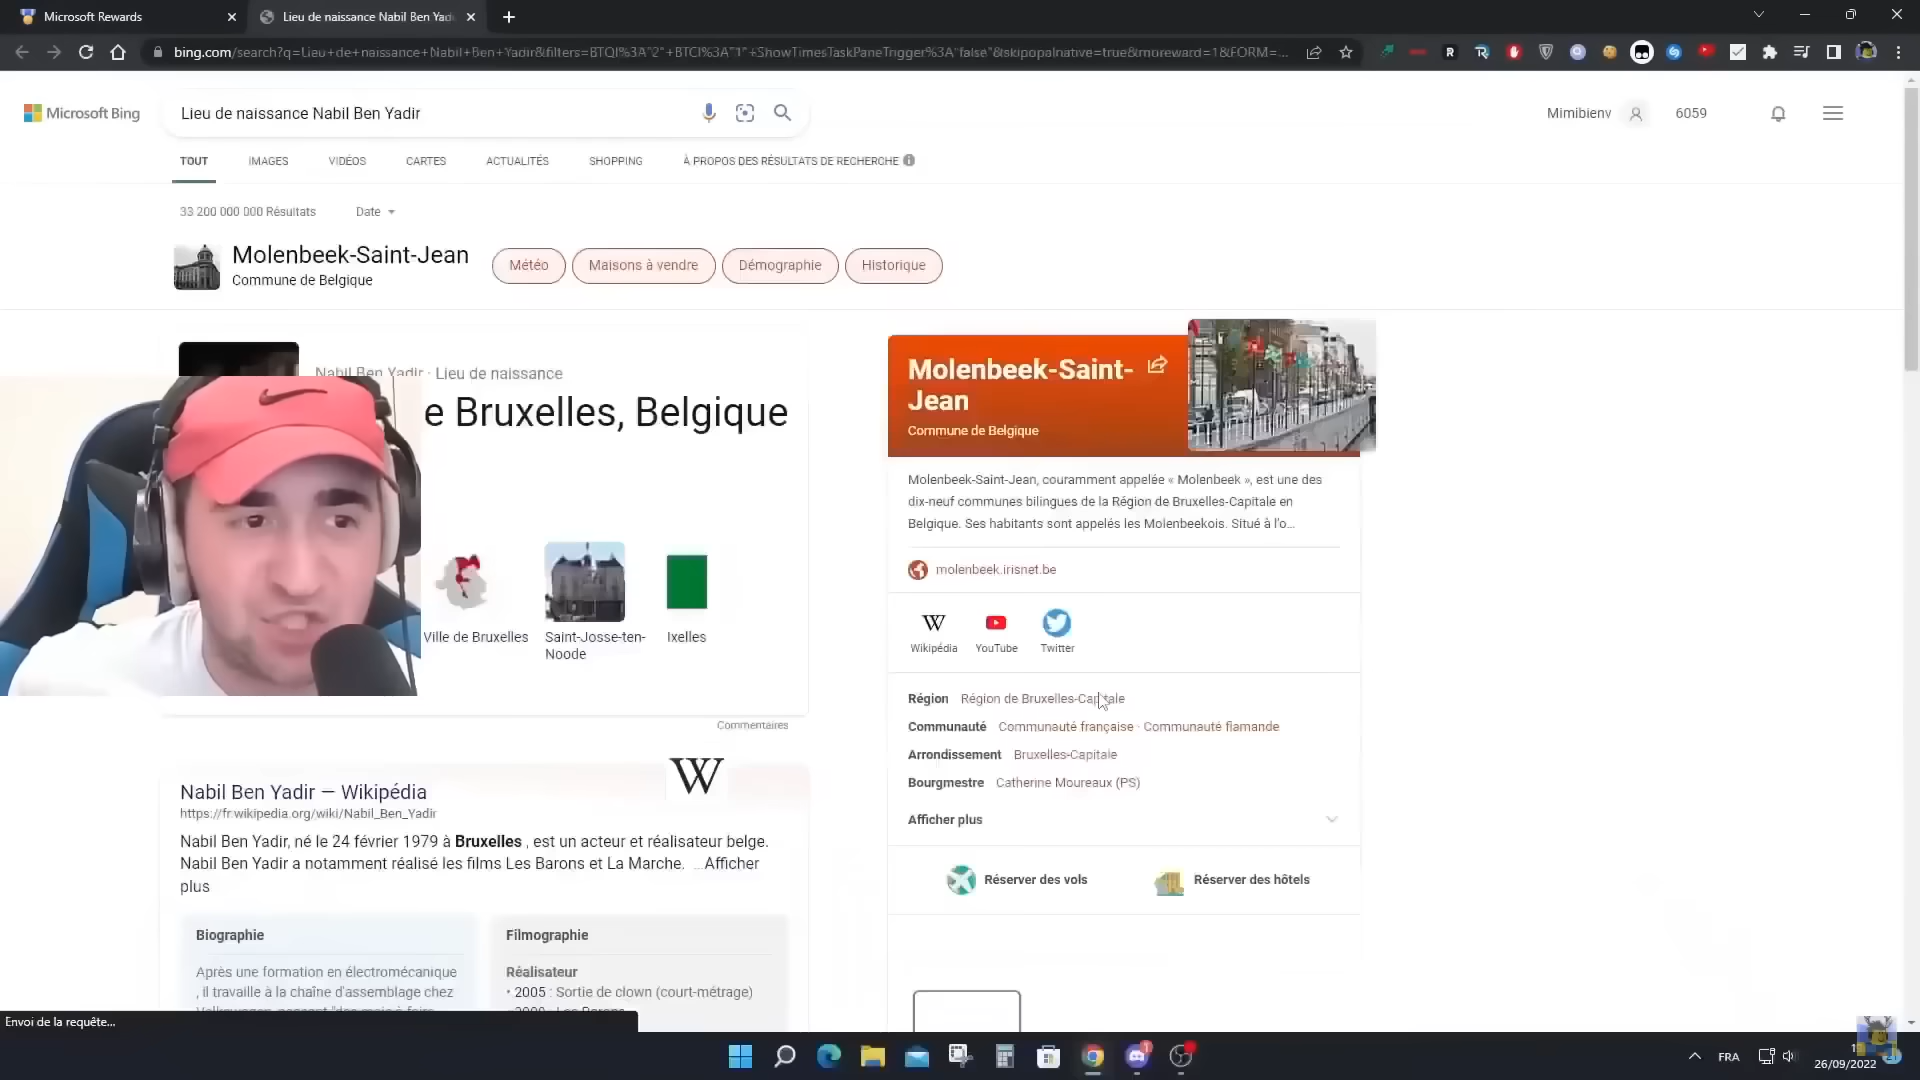 Microsoft Rewards
Lieu de naissance Nabil Ben Yad
bing.com/search?q=Lieu+de+naissance+Nabil+Ben+Yadir&filters=BTQI%3A"2"+BTCI%3A"1"+ShowTimesTaskPaneTrigger%3A"false"&skipopalnative=true&moreward=1&FORM=...
Microsoft Bing
Lieu de naissance Nabil Ben Yadir
Mimibienv
6059
TOUT
IMAGES
VIDÉOS
CARTES
ACTUALITÉS
SHOPPING
À PROPOS DES RÉSULTATS DE RECHERCHE
33 200 000 000 Résultats
Date
Molenbeek-Saint-Jean
Commune de Belgique
Météo
Maisons à vendre
Démographie
Historique
Nabil Ben Yadir · Lieu de naissance
e Bruxelles, Belgique
Ville de Bruxelles
Saint-Josse-ten-
Noode
Ixelles
Commentaires
Nabil Ben Yadir — Wikipédia
https://fr.wikipedia.org/wiki/Nabil_Ben_Yadir
W
Nabil Ben Yadir, né le 24 février 1979 à Bruxelles , est un acteur et réalisateur belge.
Nabil Ben Yadir a notamment réalisé les films Les Barons et La Marche. ...Afficher
plus
Biographie
Après une formation en électromécanique
, il travaille à la chaîne d'assemblage chez
Filmographie
Réalisateur
• 2005 : Sortie de clown (court-métrage)
Molenbeek-Saint-
Jean
Commune de Belgique
Molenbeek-Saint-Jean, couramment appelée « Molenbeek », est une des
dix-neuf communes bilingues de la Région de Bruxelles-Capitale en
Belgique. Ses habitants sont appelés les Molenbeekois. Situé à l'o...
molenbeek.irisnet.be
W
Wikipédia
YouTube
Twitter
Région Région de Bruxelles-Capitale
Communauté Communauté française · Communauté flamande
Arrondissement Bruxelles-Capitale
Bourgmestre Catherine Moureaux (PS)
Afficher plus
Réserver des vols
Réserver des hôtels
Envoi de la requête...
FRA
26/09/2022